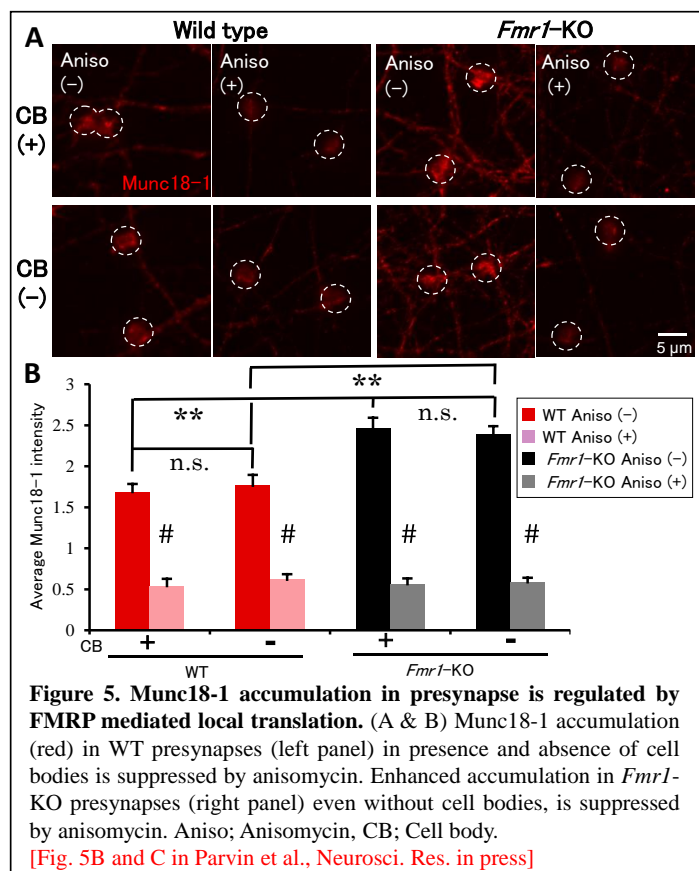 A
Wild type
Fmr1-KO
Aniso
(-)
Aniso
(+)
Aniso
(-)
Aniso
(+)
CB
(+)
Munc18-1
CB
(-)
5 μm
B
Average Munc18-1 intensity
3
2.5
2
1.5
1
0.5
0
**
**
n.s.
n.s.
#
#
#
#
WT Aniso (-)
WT Aniso (+)
Fmr1-KO Aniso (-)
Fmr1-KO Aniso (+)
CB + - + -
WT Fmr1-KO
Figure 5. Munc18-1 accumulation in presynapse is regulated by
FMRP mediated local translation. (A & B) Munc18-1 accumulation
(red) in WT presynapses (left panel) in presence and absence of cell
bodies is suppressed by anisomycin. Enhanced accumulation in Fmr1-
KO presynapses (right panel) even without cell bodies, is suppressed
by anisomycin. Aniso; Anisomycin, CB; Cell body.
[Fig. 5B and C in Parvin et al., Neurosci. Res. in press]